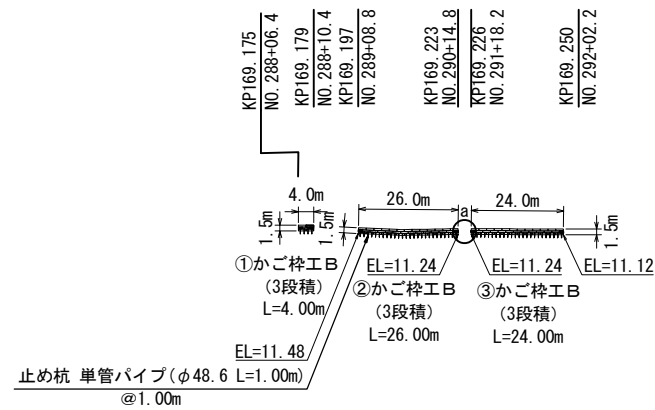 KP169.175
NO.288+06.4
KP169.179
NO.288+10.4
KP169.197
NO.289+08.8
KP169.223
NO.290+14.8
KP169.226
NO.291+18.2
KP169.250
NO.292+02.2
4.0m
26.0m
a
24.0m
1.5m
1.5m
1.5m
①かご枠工B
(3段積)
L=4.00m
EL=11.24
②かご枠工B
(3段積)
L=26.00m
EL=11.24
③かご枠工B
(3段積)
L=24.00m
EL=11.12
EL=11.48
止め杭 単管パイプ(φ48.6 L=1.00m)
@1.00m